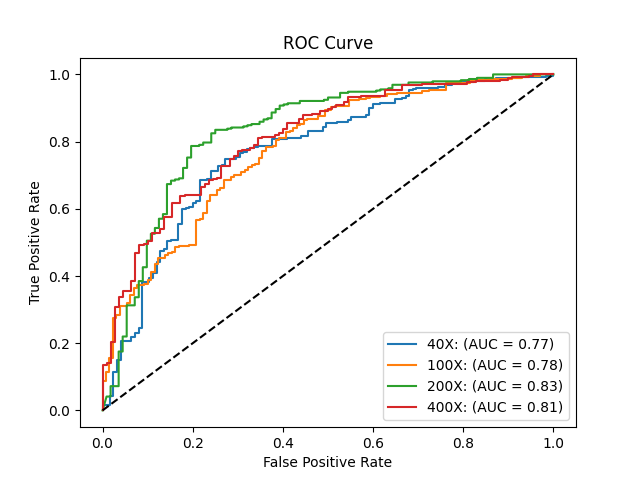 ROC Curve
1.0
0.8
0.6
0.4
0.2
0.0
True Positive Rate
0.0 0.2 0.4 0.6 0.8 1.0
False Positive Rate
40X: (AUC = 0.77)
100X: (AUC = 0.78)
200X: (AUC = 0.83)
400X: (AUC = 0.81)